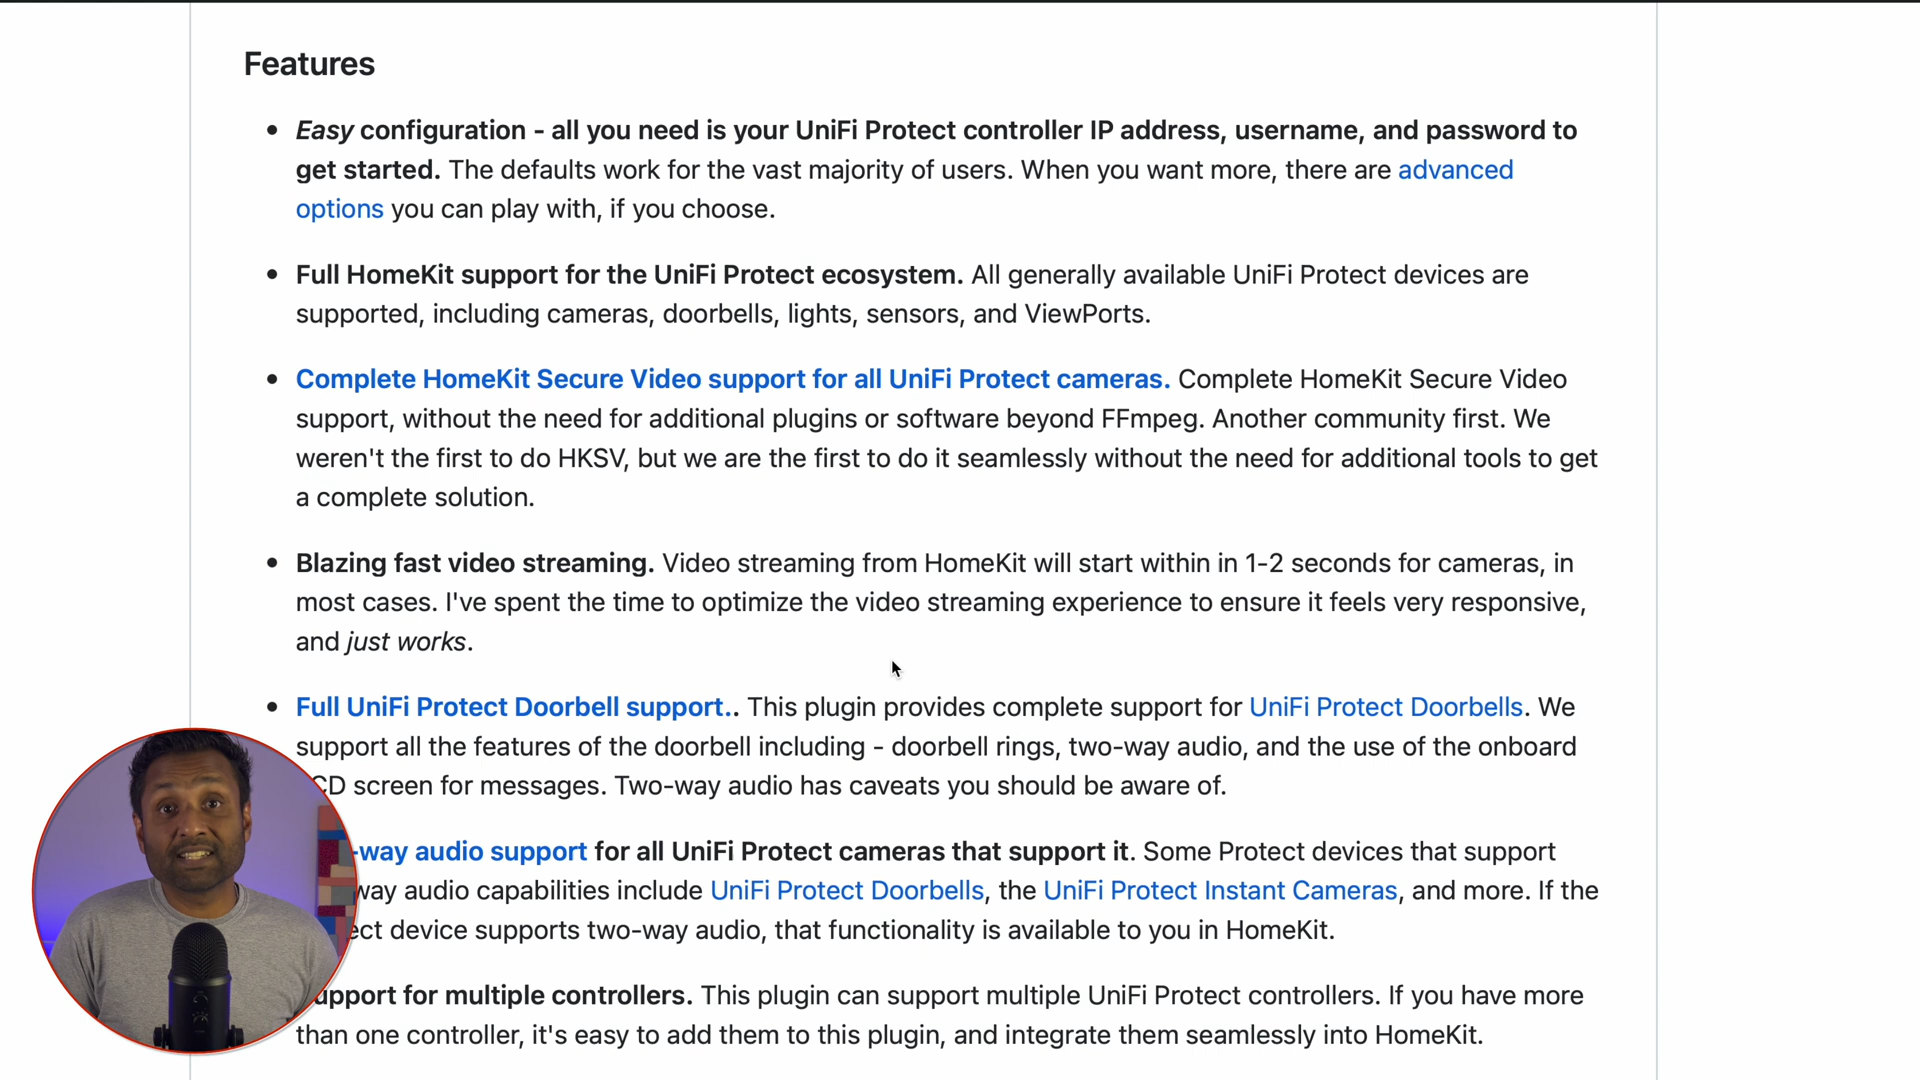 Features
• Easy configuration - all you need is your UniFi Protect controller IP address, username, and password to
get started. The defaults work for the vast majority of users. When you want more, there are advanced
options you can play with, if you choose.
• Full HomeKit support for the UniFi Protect ecosystem. All generally available UniFi Protect devices are
supported, including cameras, doorbells, lights, sensors, and ViewPorts.
• Complete HomeKit Secure Video support for all UniFi Protect cameras. Complete HomeKit Secure Video
support, without the need for additional plugins or software beyond FFmpeg. Another community first. We
weren't the first to do HKSV, but we are the first to do it seamlessly without the need for additional tools to get
a complete solution.
• Blazing fast video streaming. Video streaming from HomeKit will start within in 1-2 seconds for cameras, in
most cases. I've spent the time to optimize the video streaming experience to ensure it feels very responsive,
and just works.
• Full UniFi Protect Doorbell support.. This plugin provides complete support for UniFi Protect Doorbells. We
support all the features of the doorbell including - doorbell rings, two-way audio, and the use of the onboard
CD screen for messages. Two-way audio has caveats you should be aware of.
-way audio support for all UniFi Protect cameras that support it. Some Protect devices that support
way audio capabilities include UniFi Protect Doorbells, the UniFi Protect Instant Cameras, and more. If the
ect device supports two-way audio, that functionality is available to you in HomeKit.
upport for multiple controllers. This plugin can support multiple UniFi Protect controllers. If you have more
than one controller, it's easy to add them to this plugin, and integrate them seamlessly into HomeKit.